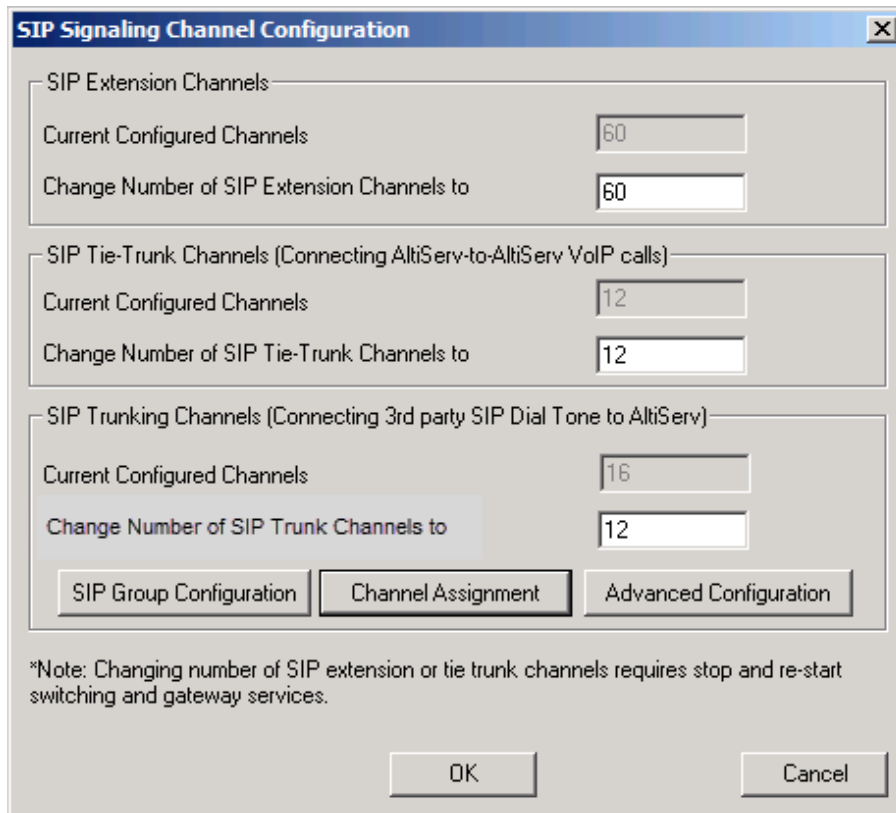 SIP Signaling Channel Configuration
SIP Extension Channels
Current Configured Channels 60
Change Number of SIP Extension Channels to 60
SIP Tie-Trunk Channels (Connecting AltiServ-to-AltiServ VoIP calls)
Current Configured Channels 12
Change Number of SIP Tie-Trunk Channels to 12
SIP Trunking Channels (Connecting 3rd party SIP Dial Tone to AltiServ)
Current Configured Channels 16
Change Number of SIP Trunk Channels to 12
SIP Group Configuration Channel Assignment Advanced Configuration
*Note: Changing number of SIP extension or tie trunk channels requires stop and re-start
switching and gateway services.
OK Cancel